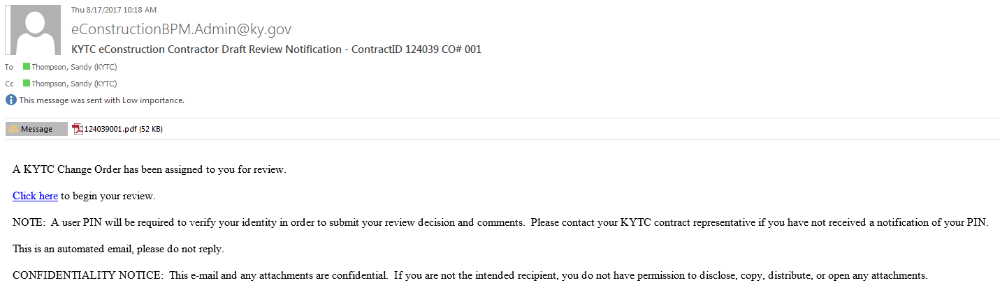 Thu 8/17/2017 10:18 AM
eConstructionBPM.Admin@ky.gov
KYTC eConstruction Contractor Draft Review Notification - ContractID 124039 CO# 001
To Thompson, Sandy (KYTC)
Cc Thompson, Sandy (KYTC)
This message was sent with Low importance.
Message 124039001.pdf (52 KB)
A KYTC Change Order has been assigned to you for review.
Click here to begin your review.
NOTE:  A user PIN will be required to verify your identity in order to submit your review decision and comments.  Please contact your KYTC contract representative if you have not received a notification of your PIN.
This is an automated email, please do not reply.
CONFIDENTIALITY NOTICE:  This e-mail and any attachments are confidential.  If you are not the intended recipient, you do not have permission to disclose, copy, distribute, or open any attachments.